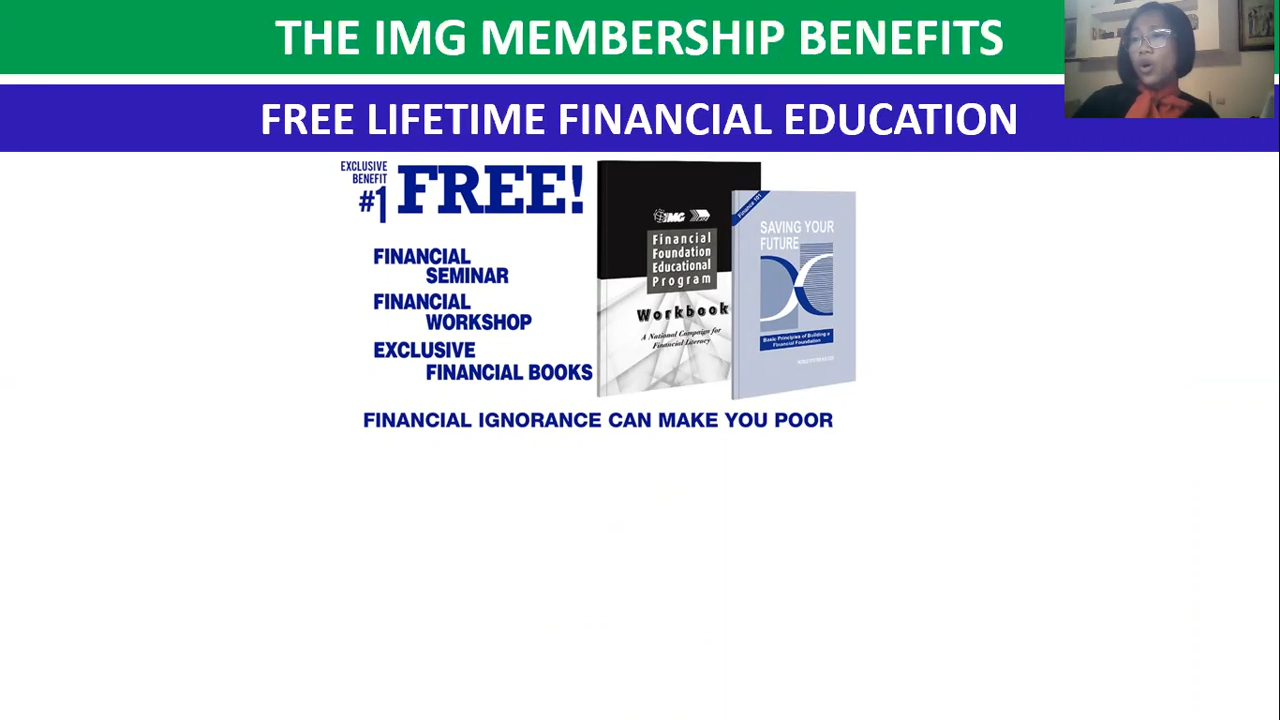 THE IMG MEMBERSHIP BENEFITS
FREE LIFETIME FINANCIAL EDUCATION
EXCLUSIVE
BENEFIT
#1
FREE!
FINANCIAL
SEMINAR
FINANCIAL
WORKSHOP
EXCLUSIVE
FINANCIAL BOOKS
IMG
Financial
Foundation
Educational
Program
Workbook
A National Campaign for
Financial Literacy
Finance 101
SAVING YOUR
FUTURE
Basic Principles of Building a
Financial Foundation
FINANCIAL IGNORANCE CAN MAKE YOU POOR